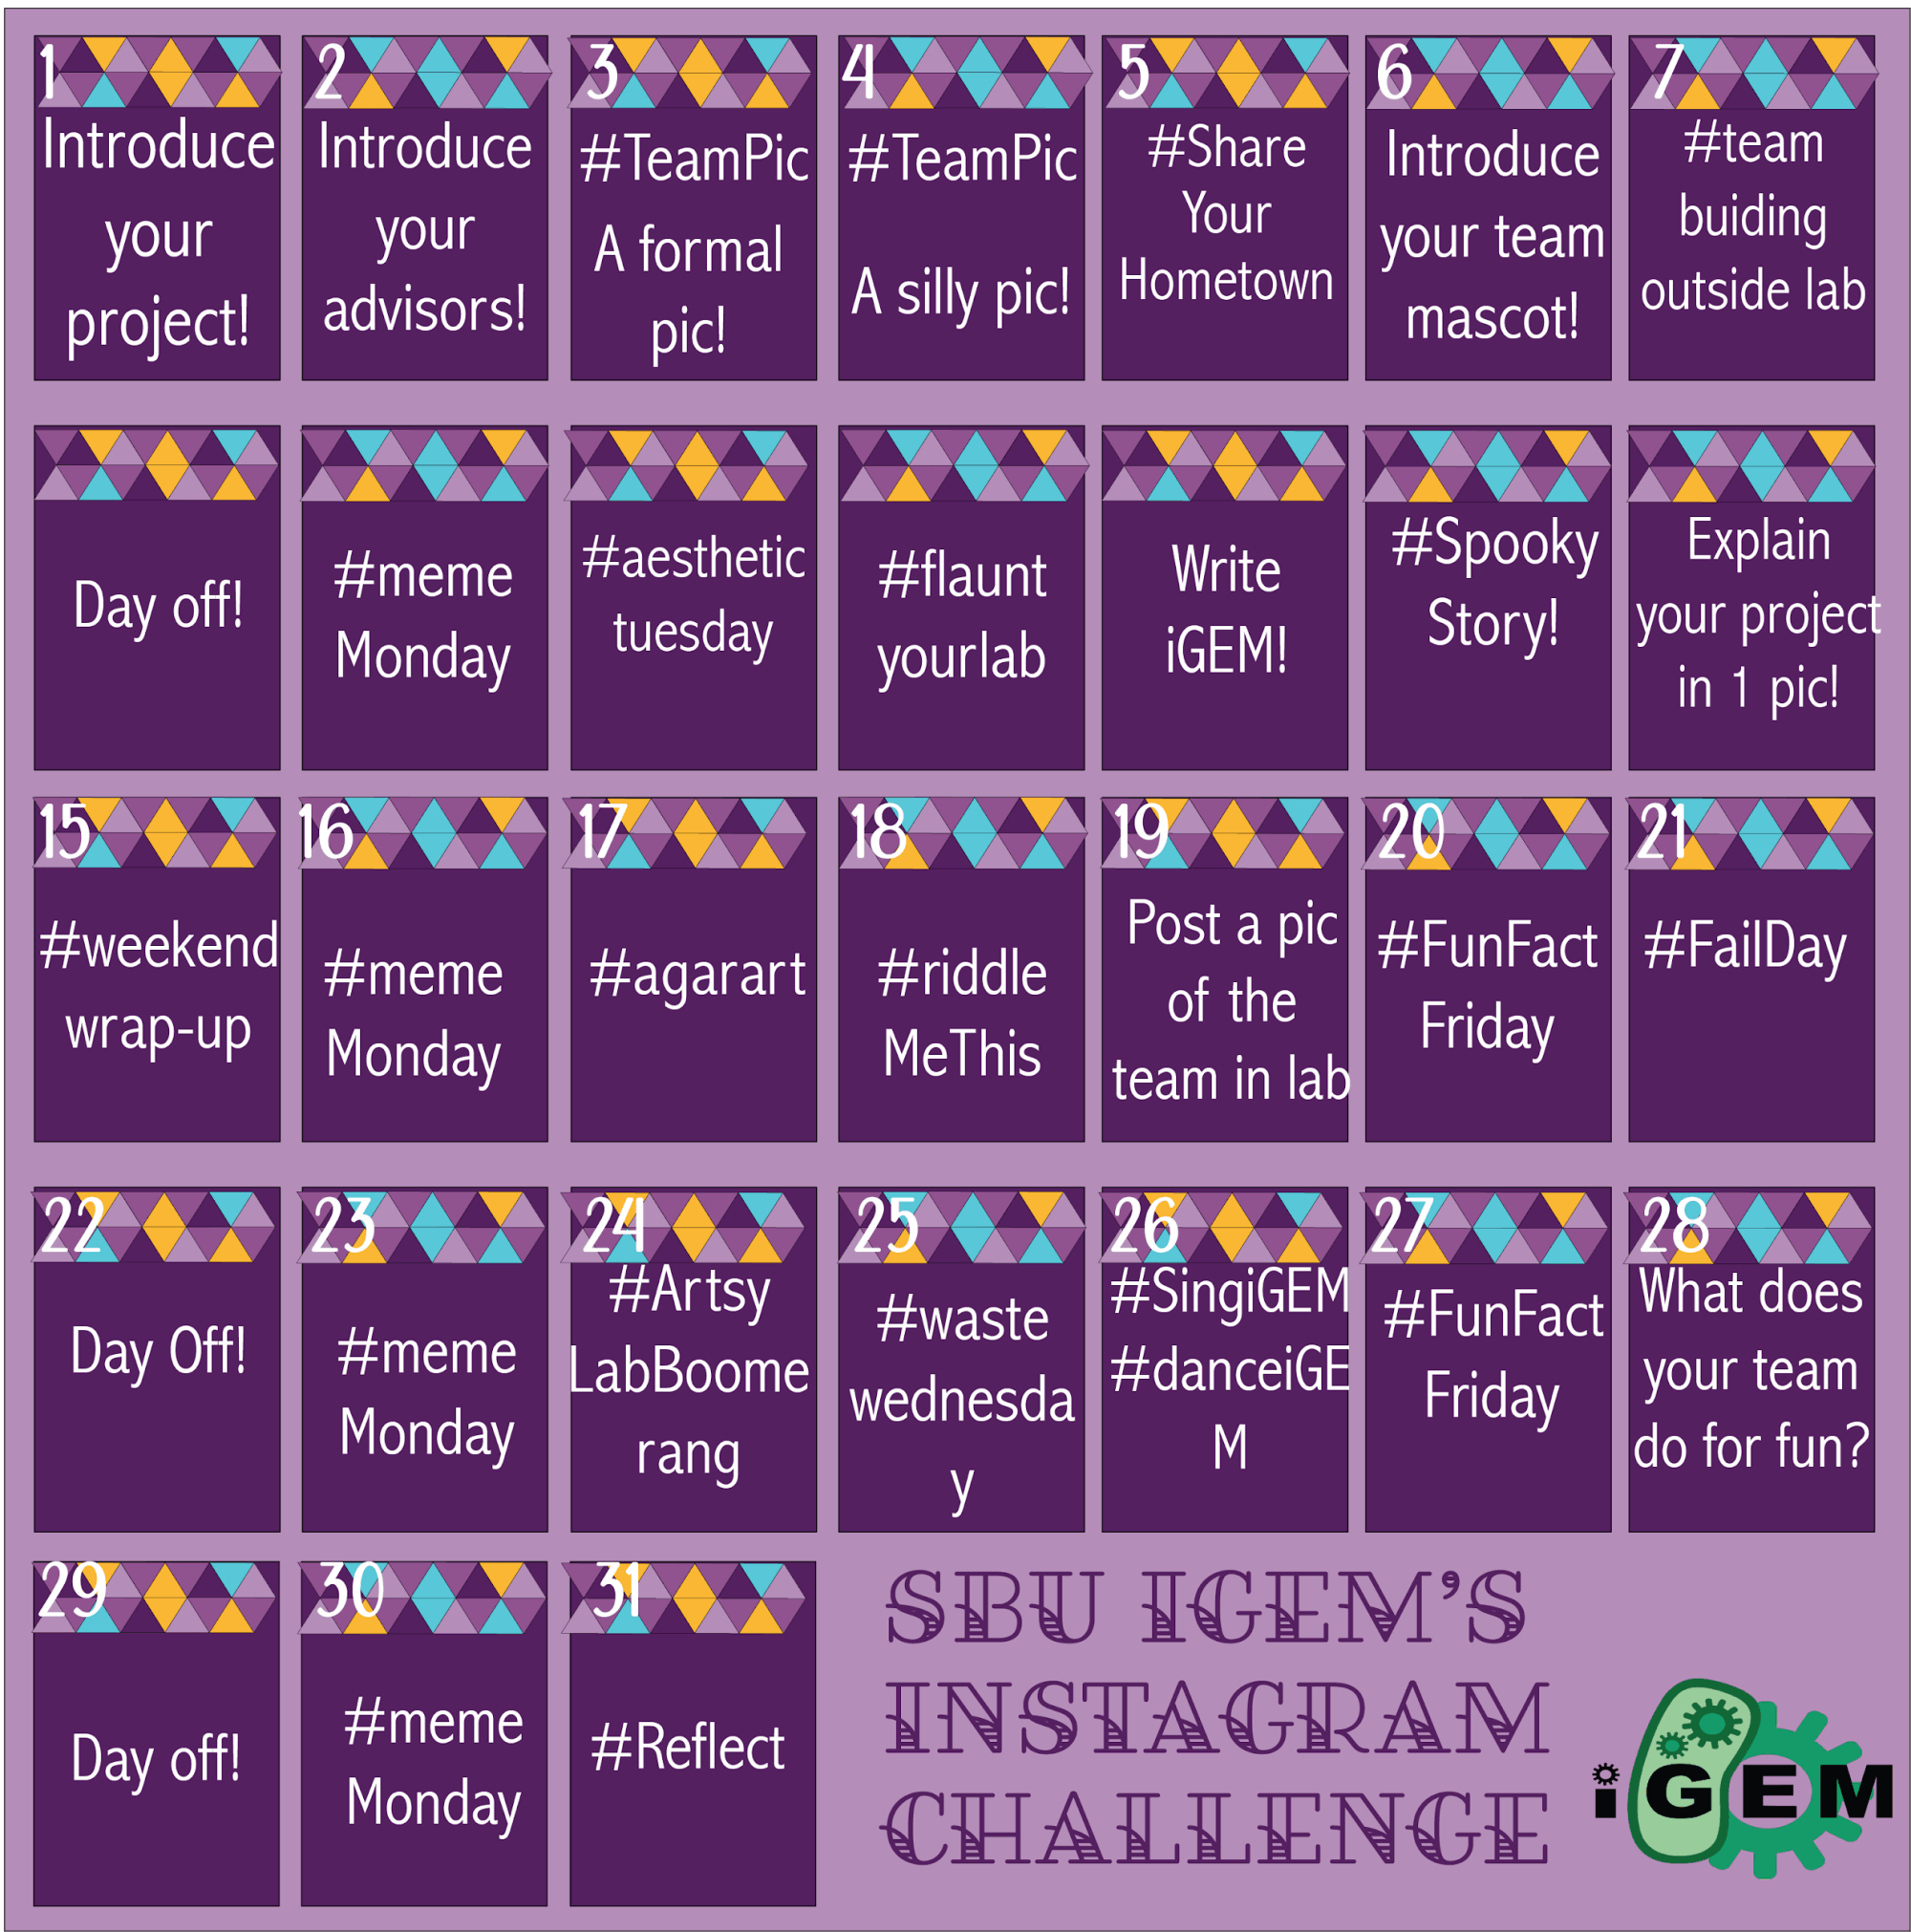 1
Introduce
your
project!
2
Introduce
your
advisors!
3
#TeamPic
A formal
pic!
4
#TeamPic
A silly pic!
5
#Share
Your
Hometown
6
Introduce
your team
mascot!
7
#team
buiding
outside lab
Day off!
#meme
Monday
#aesthetic
tuesday
#flaunt
yourlab
Write
iGEM!
#Spooky
Story!
Explain
your project
in 1 pic!
15
#weekend
wrap-up
16
#meme
Monday
17
#agarart
18
#riddle
MeThis
19
Post a pic
of the
team in lab
20
#FunFact
Friday
21
#FailDay
22
Day Off!
23
#meme
Monday
24
#Artsy
LabBoome
rang
25
#waste
wednesda
y
26
#SingiGEM
#danceiGE
M
27
#FunFact
Friday
28
What does
your team
do for fun?
29
Day off!
30
#meme
Monday
31
#Reflect
SBU IGEM'S
INSTAGRAM
CHALLENGE
iGEM